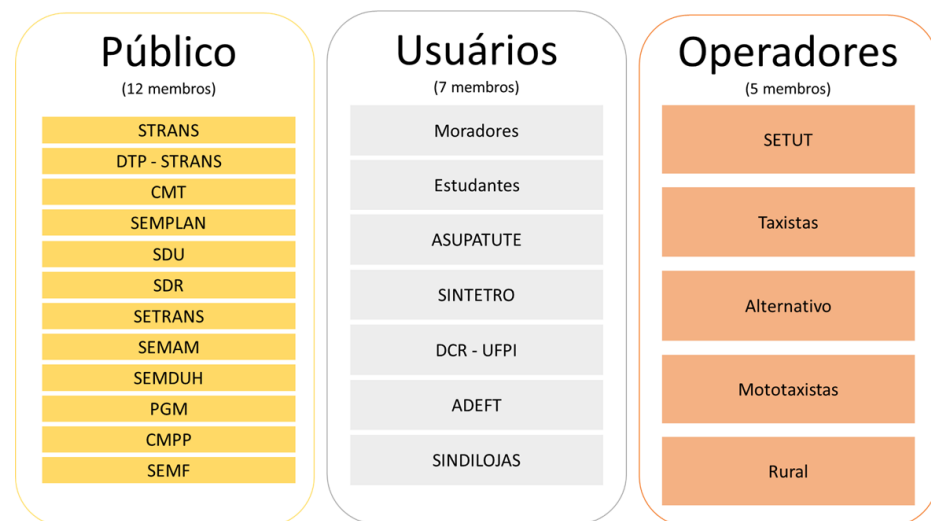 Público
(12 membros)
STRANS
DTP - STRANS
CMT
SEMPLAN
SDU
SDR
SETRANS
SEMAM
SEMDUH
PGM
CMPP
SEMF
Usuários
(7 membros)
Moradores
Estudantes
ASUPATUTE
SINTETRO
DCR - UFPI
ADEFT
SINDILOJAS
Operadores
(5 membros)
SETUT
Taxistas
Alternativo
Mototaxistas
Rural